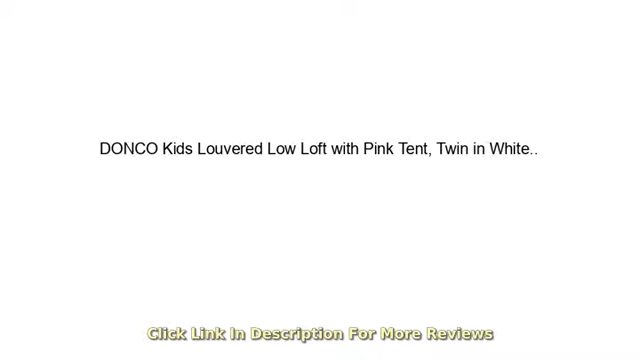 DONCO Kids Louvered Low Loft with Pink Tent, Twin in White..
Click Link In Description For More Reviews